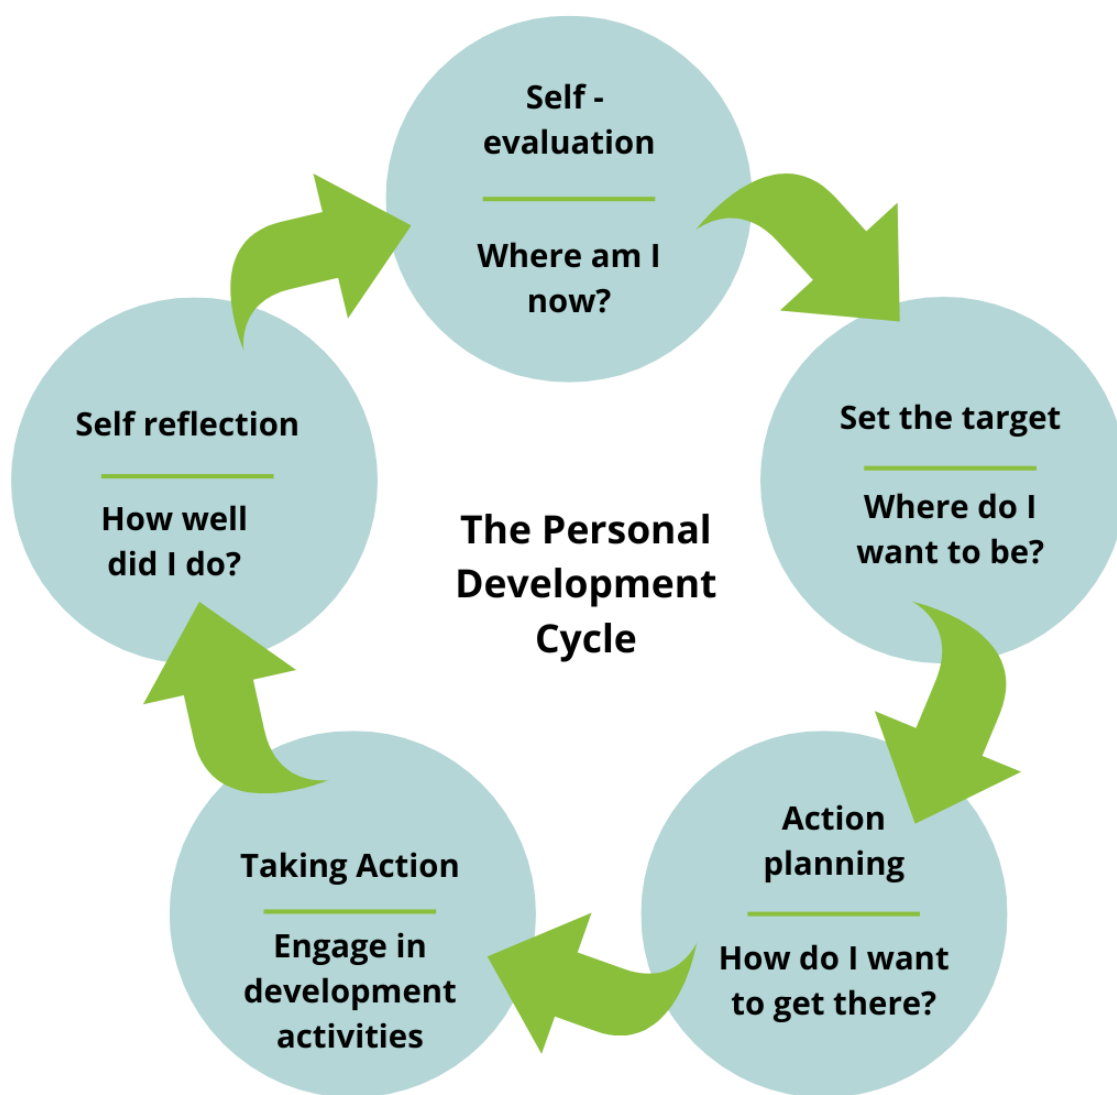 Self -
evaluation
Where am I
now?
Set the target
Where do I
want to be?
Action
planning
How do I want
to get there?
Taking Action
Engage in
development
activities
Self reflection
How well
did I do?
The Personal
Development
Cycle